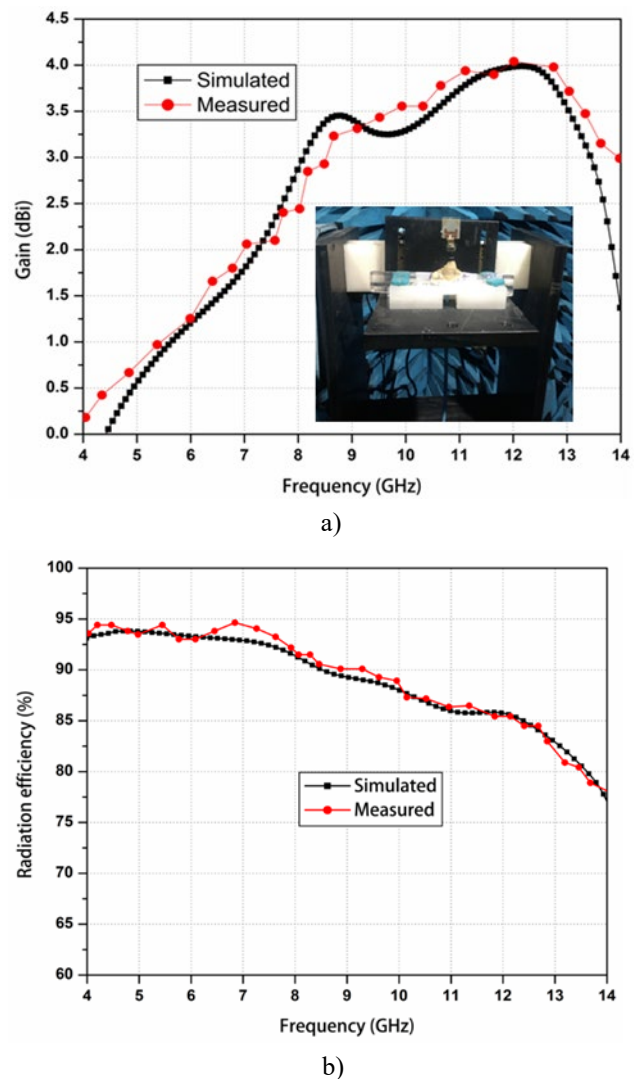 4.5
4.0
3.5
3.0
2.5
2.0
1.5
1.0
0.5
0.0
Gain (dBi)
Simulated
Measured
4 5 6 7 8 9 10 11 12 13 14
Frequency (GHz)
a)
100
95
90
85
80
75
70
65
60
Radiation efficiency (%)
Simulated
Measured
4 5 6 7 8 9 10 11 12 13 14
Frequency (GHz)
b)